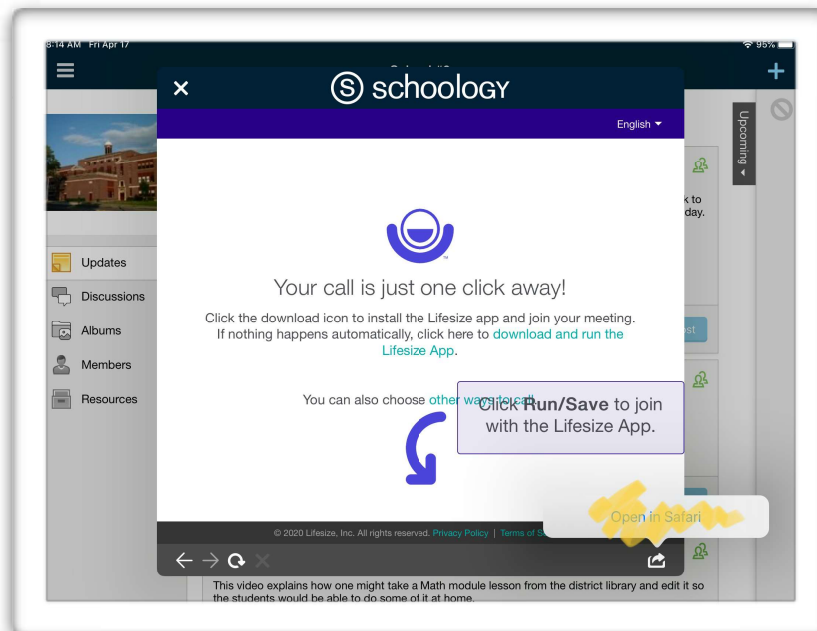 8:14 AM Fri Apr 17
95%
schoology
English
Upcoming
k to
day.
Updates
Discussions
Albums
Members
Resources
Your call is just one click away!
Click the download icon to install the Lifesize app and join your meeting.
If nothing happens automatically, click here to download and run the
Lifesize App.
You can also choose other ways to call.
Click Run/Save to join
with the Lifesize App.
Open in Safari
© 2020 Lifesize, Inc. All rights reserved. Privacy Policy | Terms of
This video explains how one might take a Math module lesson from the district library and edit it so
the students would be able to do some of it at home.